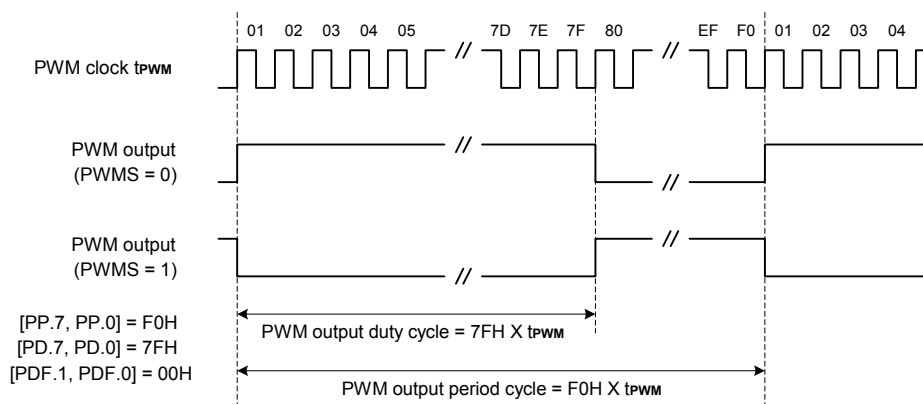 01 02 03 04 05 // 7D 7E 7F 80 // EF F0 01 02 03 04
PWM clock tPWM
PWM output
(PWMS = 0)
// //
PWM output
(PWMS = 1)
// //
[PP.7, PP.0] = F0H
[PD.7, PD.0] = 7FH
[PDF.1, PDF.0] = 00H
PWM output duty cycle = 7FH X tPWM
PWM output period cycle = F0H X tPWM